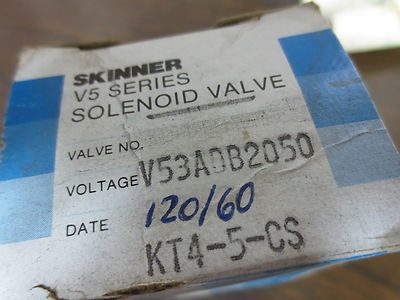 SKINNER
V5 SERIES
SOLENOID VALVE
VALVE NO.
V53ADB2050
VOLTAGE
120/60
DATE
KT4-5-CS